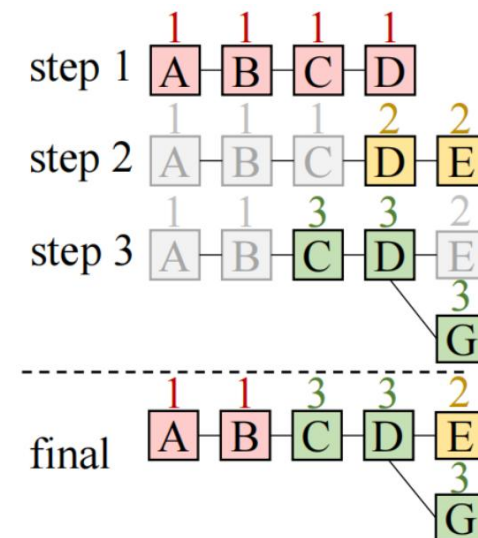 1 1 1 1
step 1 A B C D
1 1 1 2 2
step 2 A B C D E
1 1 3 3 2
step 3 A B C D E
3
G
1 1 3 3 2
final A B C D E
3
G